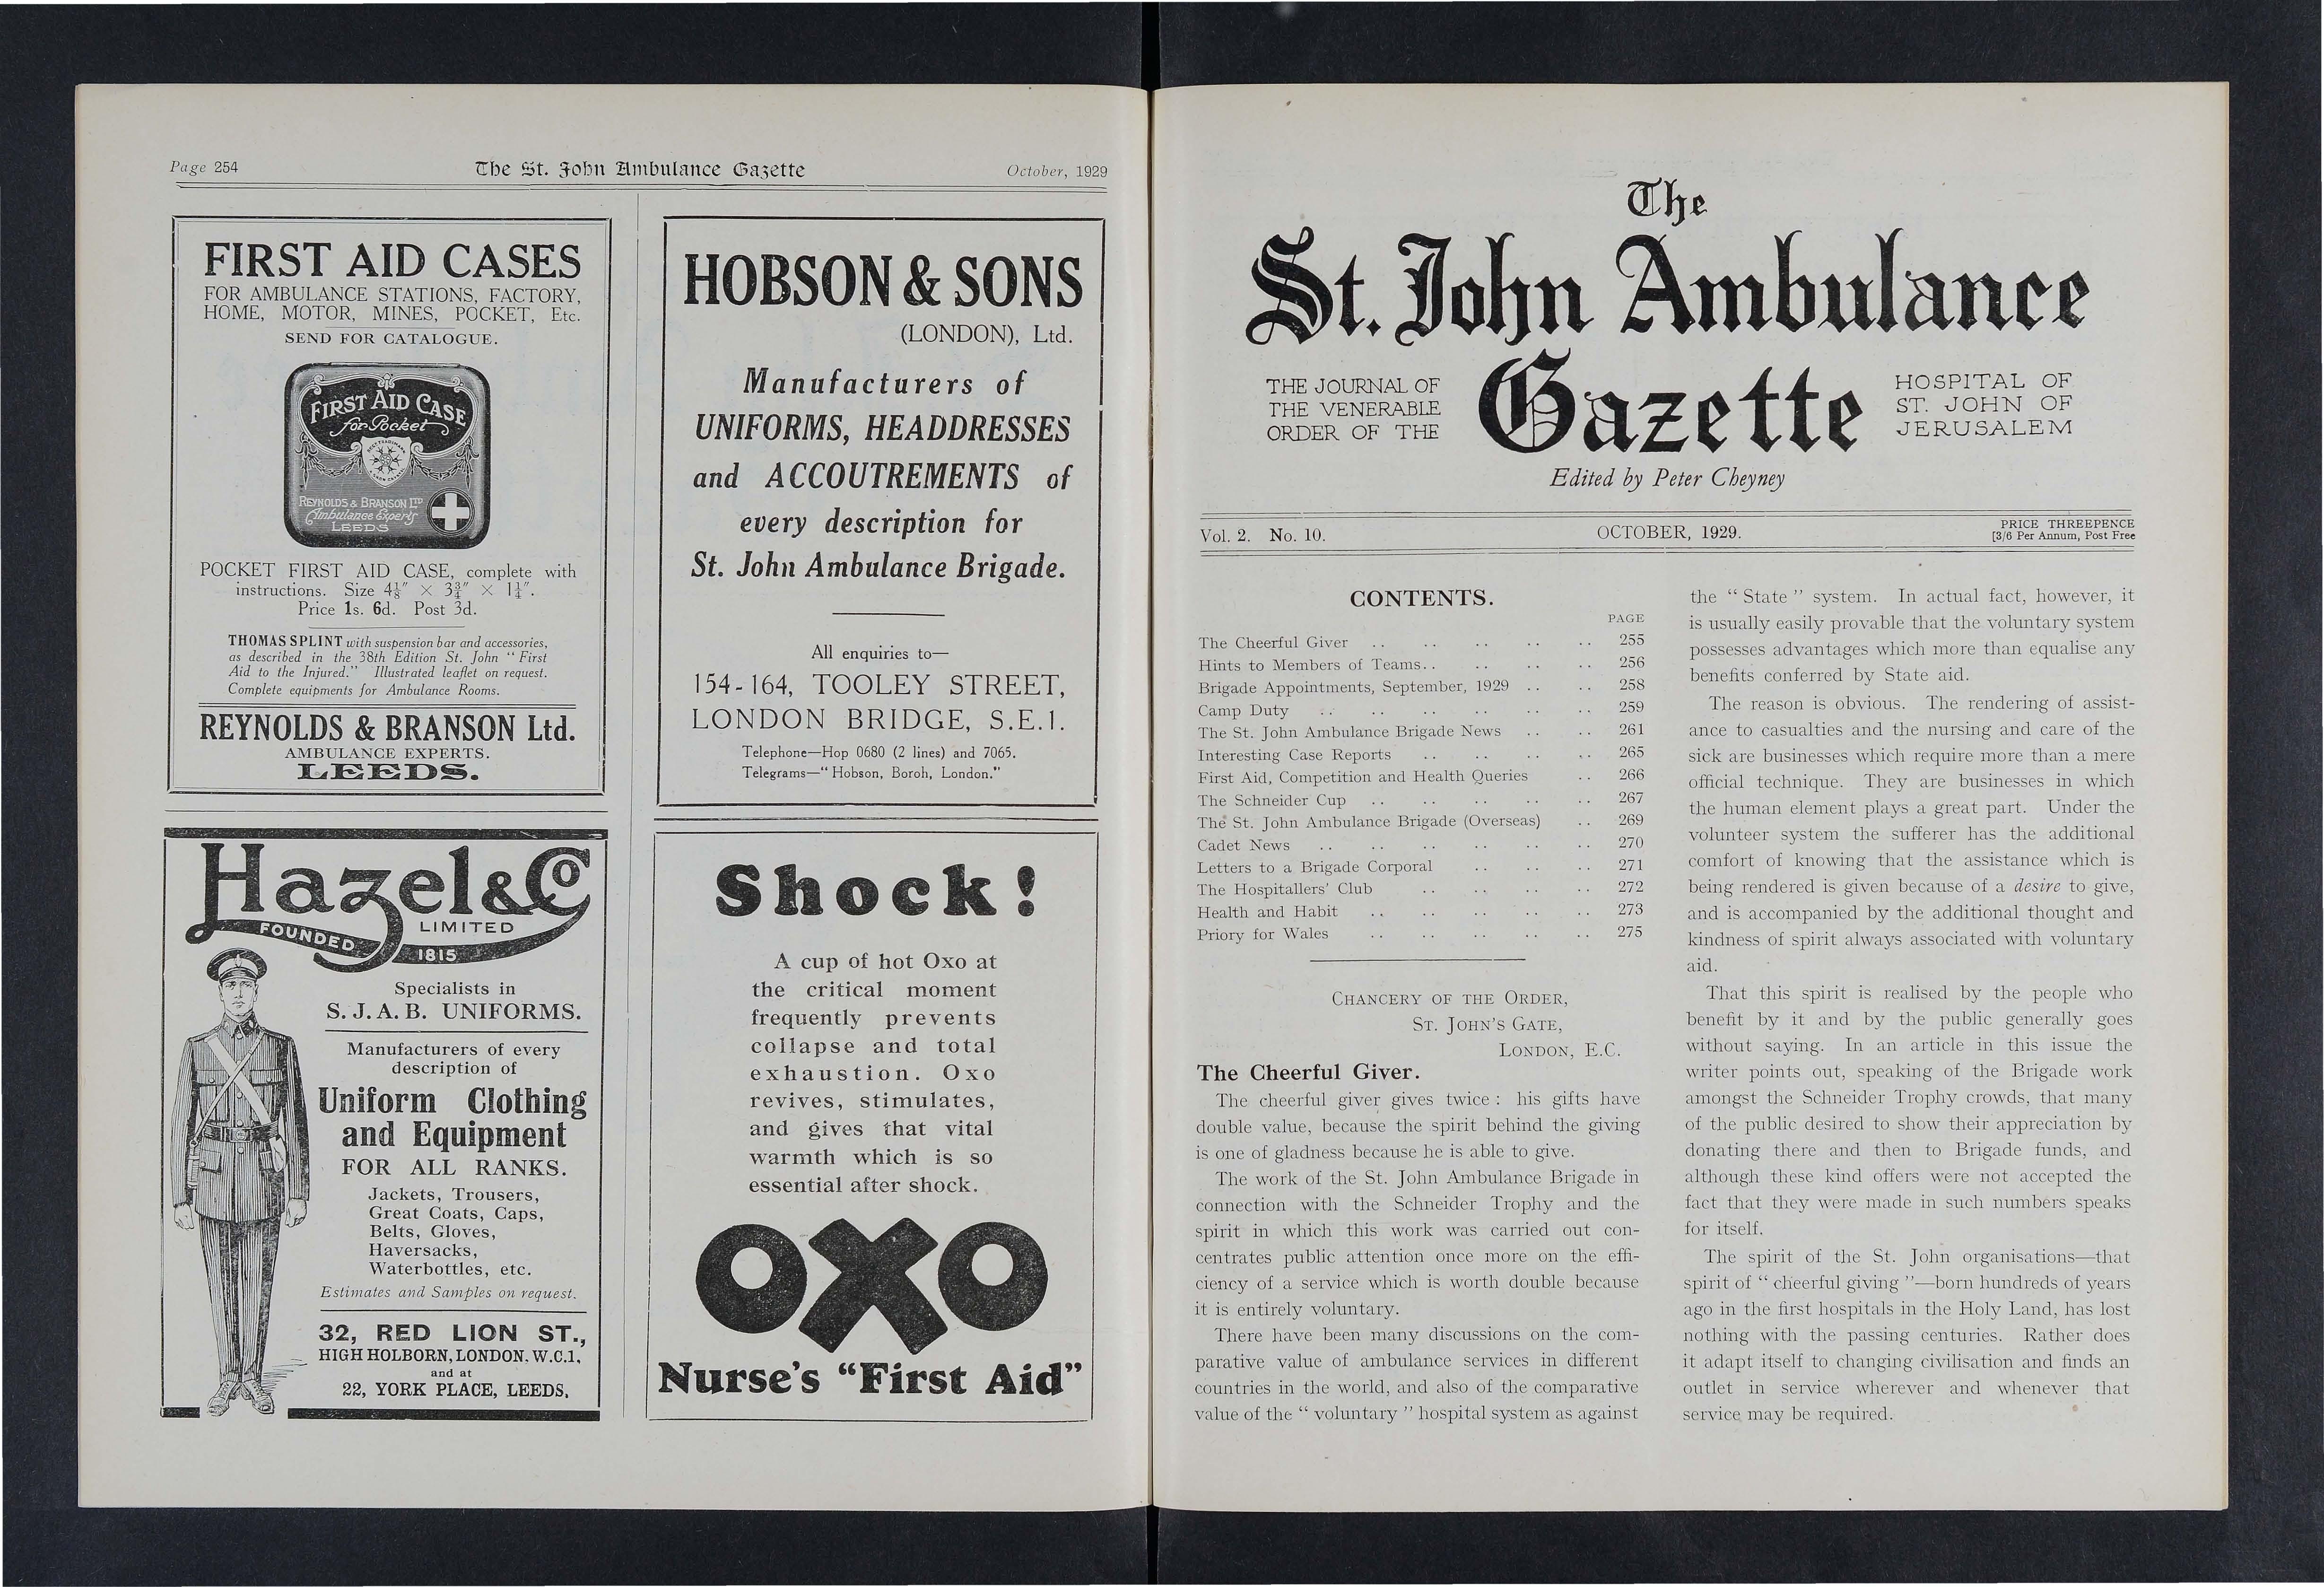 Page 254
The St. John Ambulance Gazette
October, 1929
FIRST AID CASES
FOR AMBULANCE STATIONS, FACTORY,
HOME, MOTOR, MINES, POCKET, Etc.
SEND FOR CATALOGUE.
FIRST AID CASE
for Pocket
REYNOLDS & BRANSON LTD
Ambulance Experts
LEEDS
POCKET FIRST AID CASE, complete with
instructions. Size 4⅛" × 3¾" × 1¼".
Price 1s. 6d. Post 3d.
THOMAS SPLINT with suspension bar and accessories,
as described in the 38th Edition St. John "First
Aid to the Injured." Illustrated leaflet on request.
Complete equipments for Ambulance Rooms.
REYNOLDS & BRANSON Ltd.
AMBULANCE EXPERTS.
LEEDS.
Hazel & Co
LIMITED
FOUNDED
1815
Specialists in
S.J.A.B. UNIFORMS.
Manufacturers of every
description of
Uniform Clothing
and Equipment
FOR ALL RANKS.
Jackets, Trousers,
Great Coats, Caps,
Belts, Gloves,
Haversacks,
Waterbottles, etc.
Estimates and Samples on request.
32, RED LION ST.,
HIGH HOLBORN, LONDON. W.C.1,
and at
22, YORK PLACE, LEEDS.
HOBSON & SONS
(LONDON), Ltd.
Manufacturers of
UNIFORMS, HEADDRESSES
and ACCOUTREMENTS of
every description for
St. John Ambulance Brigade.
All enquiries to—
154-164, TOOLEY STREET,
LONDON BRIDGE, S.E.1.
Telephone—Hop 0680 (2 lines) and 7065.
Telegrams—"Hobson, Boroh, London."
Shock!
A cup of hot Oxo at
the critical moment
frequently prevents
collapse and total
exhaustion. Oxo
revives, stimulates,
and gives that vital
warmth which is so
essential after shock.
OXO
Nurse's "First Aid"
The
St. John Ambulance
Gazette
THE JOURNAL OF
THE VENERABLE
ORDER OF THE
HOSPITAL OF
ST. JOHN OF
JERUSALEM
Edited by Peter Cheyney
Vol. 2. No. 10.
OCTOBER, 1929.
PRICE THREEPENCE
[3/6 Per Annum, Post Free
CONTENTS.
PAGE
The Cheerful Giver .. .. .. .. .. 255
Hints to Members of Teams.. .. .. .. 256
Brigade Appointments, September, 1929 .. .. 258
Camp Duty .. .. .. .. .. .. 259
The St. John Ambulance Brigade News .. .. 261
Interesting Case Reports .. .. .. .. 265
First Aid, Competition and Health Queries .. 266
The Schneider Cup .. .. .. .. .. 267
The St. John Ambulance Brigade (Overseas) .. 269
Cadet News .. .. .. .. .. .. 270
Letters to a Brigade Corporal .. .. .. 271
The Hospitallers' Club .. .. .. .. 272
Health and Habit .. .. .. .. .. 273
Priory for Wales .. .. .. .. .. 275
CHANCERY OF THE ORDER,
ST. JOHN'S GATE,
LONDON, E.C.
The Cheerful Giver.
The cheerful giver gives twice : his gifts have
double value, because the spirit behind the giving
is one of gladness because he is able to give.
The work of the St. John Ambulance Brigade in
connection with the Schneider Trophy and the
spirit in which this work was carried out con-
centrates public attention once more on the effi-
ciency of a service which is worth double because
it is entirely voluntary.
There have been many discussions on the com-
parative value of ambulance services in different
countries in the world, and also of the comparative
value of the " voluntary " hospital system as against
the " State " system. In actual fact, however, it
is usually easily provable that the voluntary system
possesses advantages which more than equalise any
benefits conferred by State aid.
The reason is obvious. The rendering of assist-
ance to casualties and the nursing and care of the
sick are businesses which require more than a mere
official technique. They are businesses in which
the human element plays a great part. Under the
volunteer system the sufferer has the additional
comfort of knowing that the assistance which is
being rendered is given because of a desire to give,
and is accompanied by the additional thought and
kindness of spirit always associated with voluntary
aid.
That this spirit is realised by the people who
benefit by it and by the public generally goes
without saying. In an article in this issue the
writer points out, speaking of the Brigade work
amongst the Schneider Trophy crowds, that many
of the public desired to show their appreciation by
donating there and then to Brigade funds, and
although these kind offers were not accepted the
fact that they were made in such numbers speaks
for itself.
The spirit of the St. John organisations—that
spirit of " cheerful giving "—born hundreds of years
ago in the first hospitals in the Holy Land, has lost
nothing with the passing centuries. Rather does
it adapt itself to changing civilisation and finds an
outlet in service wherever and whenever that
service may be required.